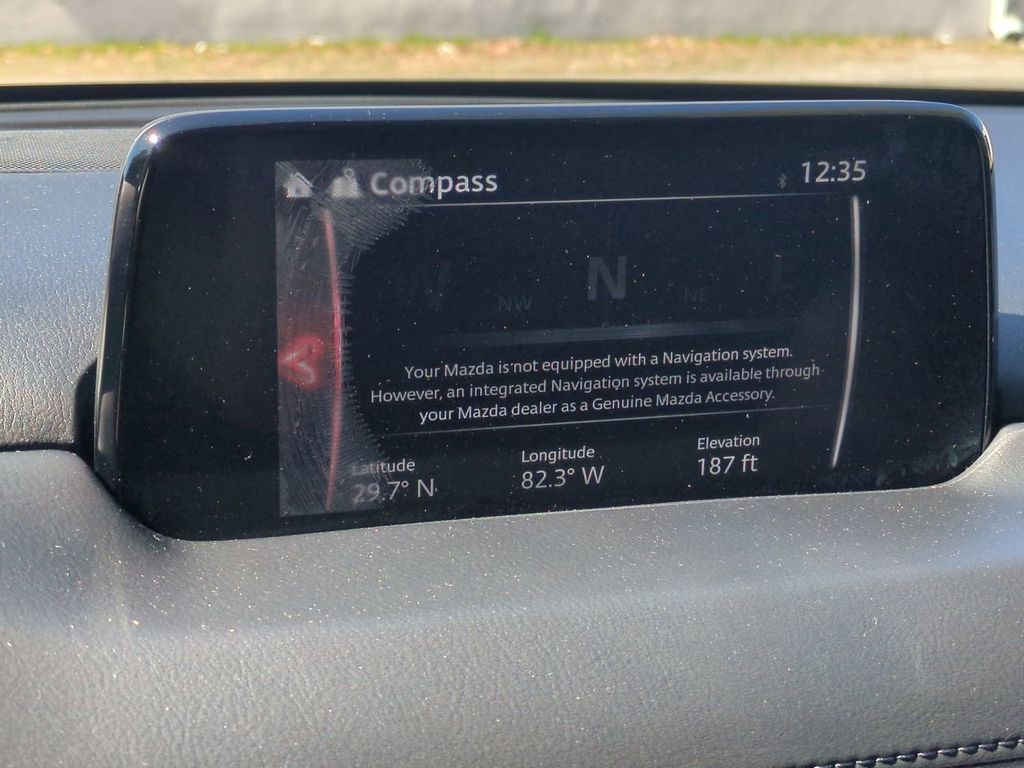 Compass
12:35
W NW N NE E
Your Mazda is not equipped with a Navigation system.
However, an integrated Navigation system is available through
your Mazda dealer as a Genuine Mazda Accessory.
Latitude Longitude Elevation
29.7° N 82.3° W 187 ft